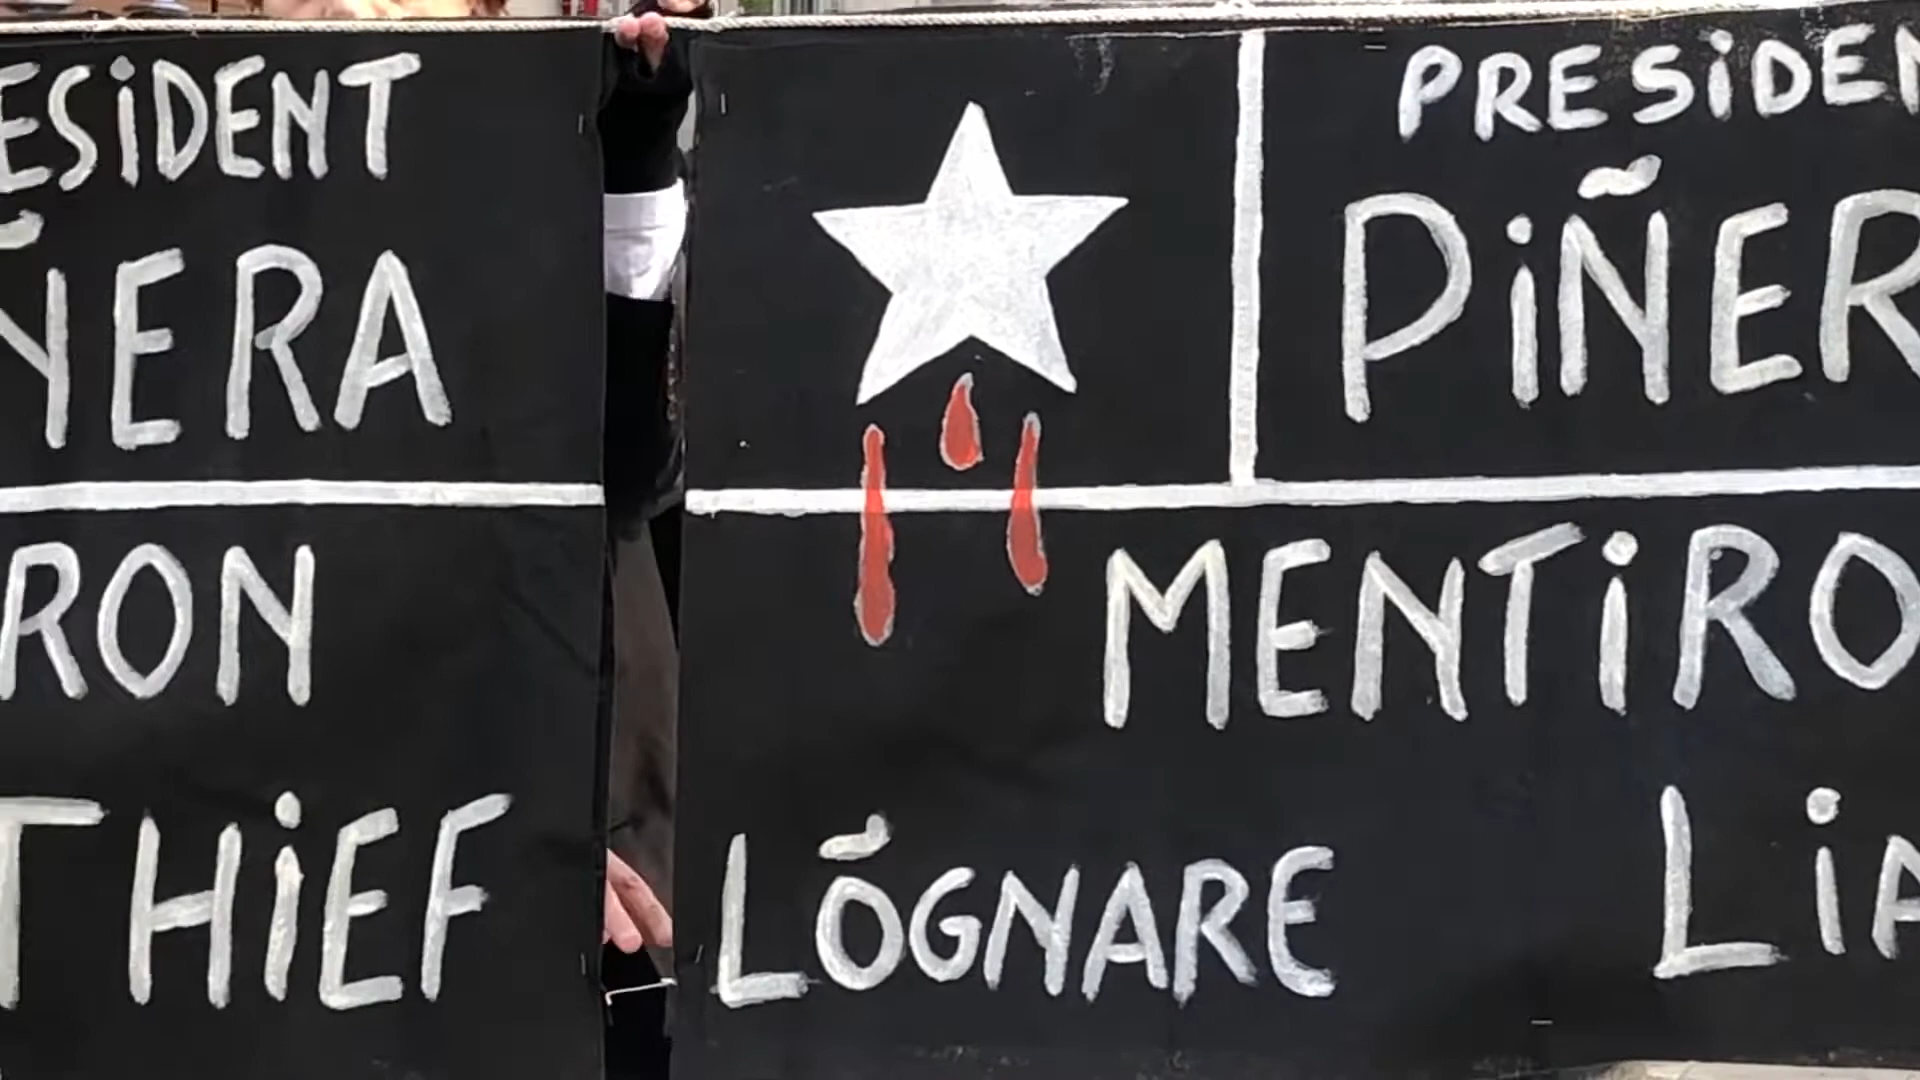 ESiDENT
ÑERA
RON
THiEF
PRESiDEN
PiÑER
MENTiRO
LÖGNARE
LiA